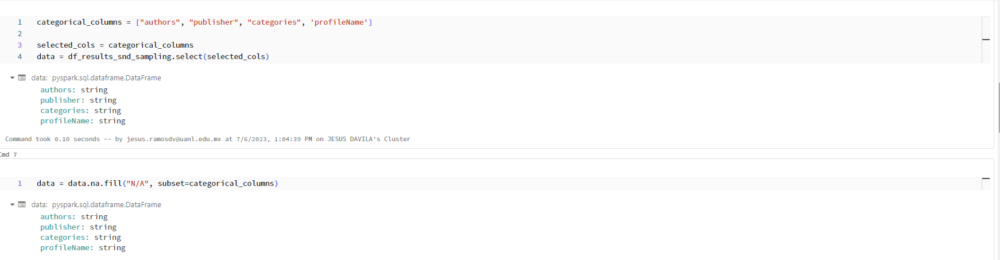 1 categorical_columns = ["authors", "publisher", "categories", 'profileName']
2
3 selected_cols = categorical_columns
4 data = df_results_snd_sampling.select(selected_cols)
data: pyspark.sql.dataframe.DataFrame
authors: string
publisher: string
categories: string
profileName: string
Command took 0.10 seconds -- by jesus.ramosdv@uanl.edu.mx at 7/6/2023, 1:04:39 PM on JESUS DAVILA's Cluster
Cmd 7
1 data = data.na.fill("N/A", subset=categorical_columns)
data: pyspark.sql.dataframe.DataFrame
authors: string
publisher: string
categories: string
profileName: string